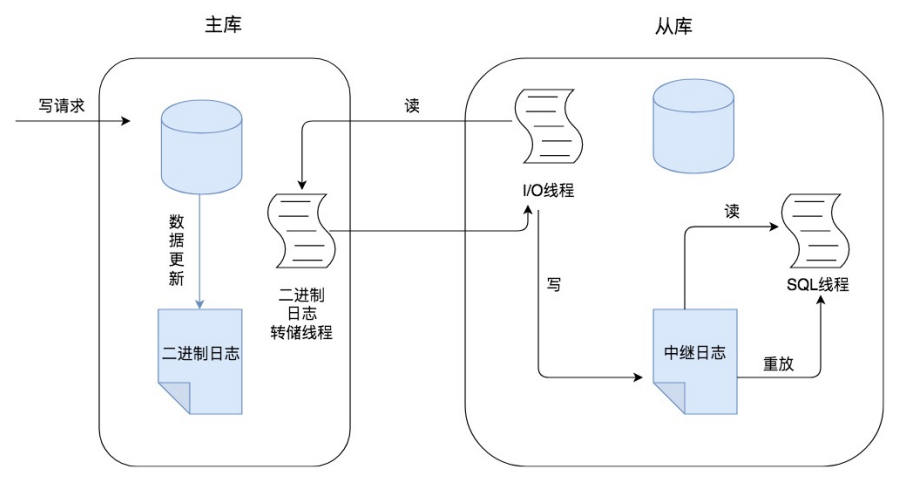 主库
从库
写请求
读
I/O线程
数
据
更
新
读
二进制
日志
转储线程
写
SQL线程
二进制日志
中继日志
重放